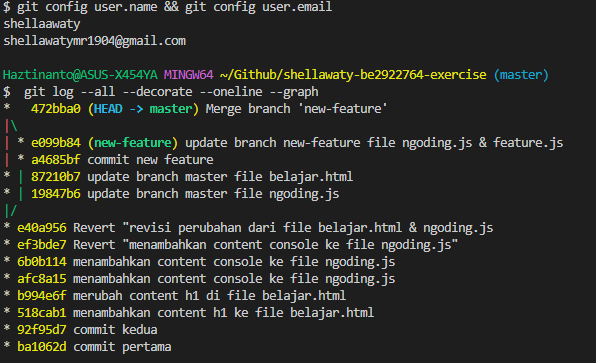 $ git config user.name && git config user.email
shellaawaty
shellawatymr1904@gmail.com
Haztinanto@ASUS-X454YA MINGW64 ~/Github/shellawaty-be2922764-exercise (master)
$  git log --all --decorate --oneline --graph
*   472bba0 (HEAD -> master) Merge branch 'new-feature'
|\
| * e099b84 (new-feature) update branch new-feature file ngoding.js & feature.js
| * a4685bf commit new feature
* | 87210b7 update branch master file belajar.html
* | 19847b6 update branch master file ngoding.js
|/
* e40a956 Revert "revisi perubahan dari file belajar.html & ngoding.js
* ef3bde7 Revert "menambahkan content console ke file ngoding.js"
* 6b0b114 menambahkan content console ke file ngoding.js
* afc8a15 menambahkan content console ke file ngoding.js
* b994e6f merubah content h1 di file belajar.html
* 518cab1 menambahkan content h1 ke file belajar.html
* 92f95d7 commit kedua
* ba1062d commit pertama